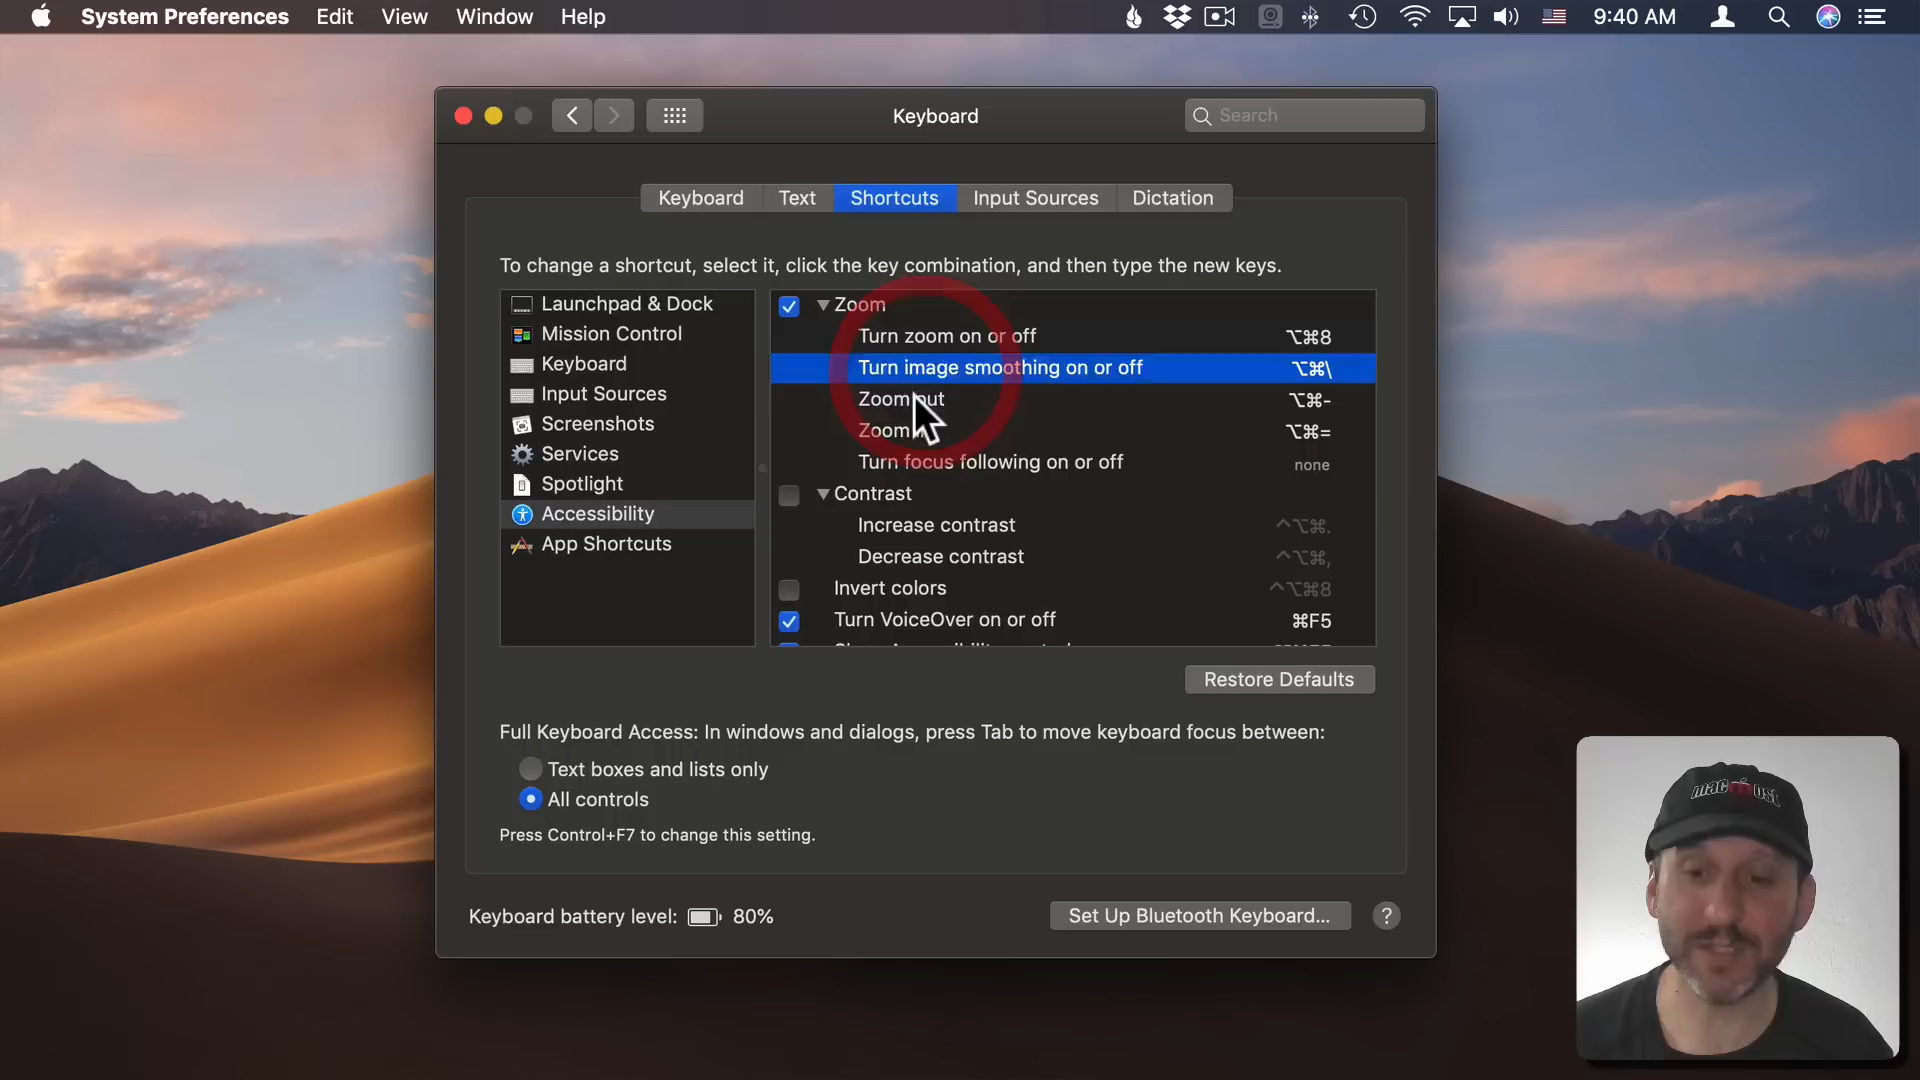 System Preferences Edit View Window Help 9:40 AM
Keyboard
Search
Keyboard Text Shortcuts Input Sources Dictation
To change a shortcut, select it, click the key combination, and then type the new keys.
Launchpad & Dock
Mission Control
Keyboard
Input Sources
Screenshots
Services
Spotlight
Accessibility
App Shortcuts
Zoom
Turn zoom on or off ⌥⌘8
Turn image smoothing on or off ⌥⌘\
Zoom out ⌥⌘-
Zoom ⌥⌘=
Turn focus following on or off none
Contrast
Increase contrast ^⌥⌘.
Decrease contrast ^⌥⌘,
Invert colors ^⌥⌘8
Turn VoiceOver on or off ⌘F5
Restore Defaults
Full Keyboard Access: In windows and dialogs, press Tab to move keyboard focus between:
Text boxes and lists only
All controls
Press Control+F7 to change this setting.
Keyboard battery level: 80%
Set Up Bluetooth Keyboard... ?